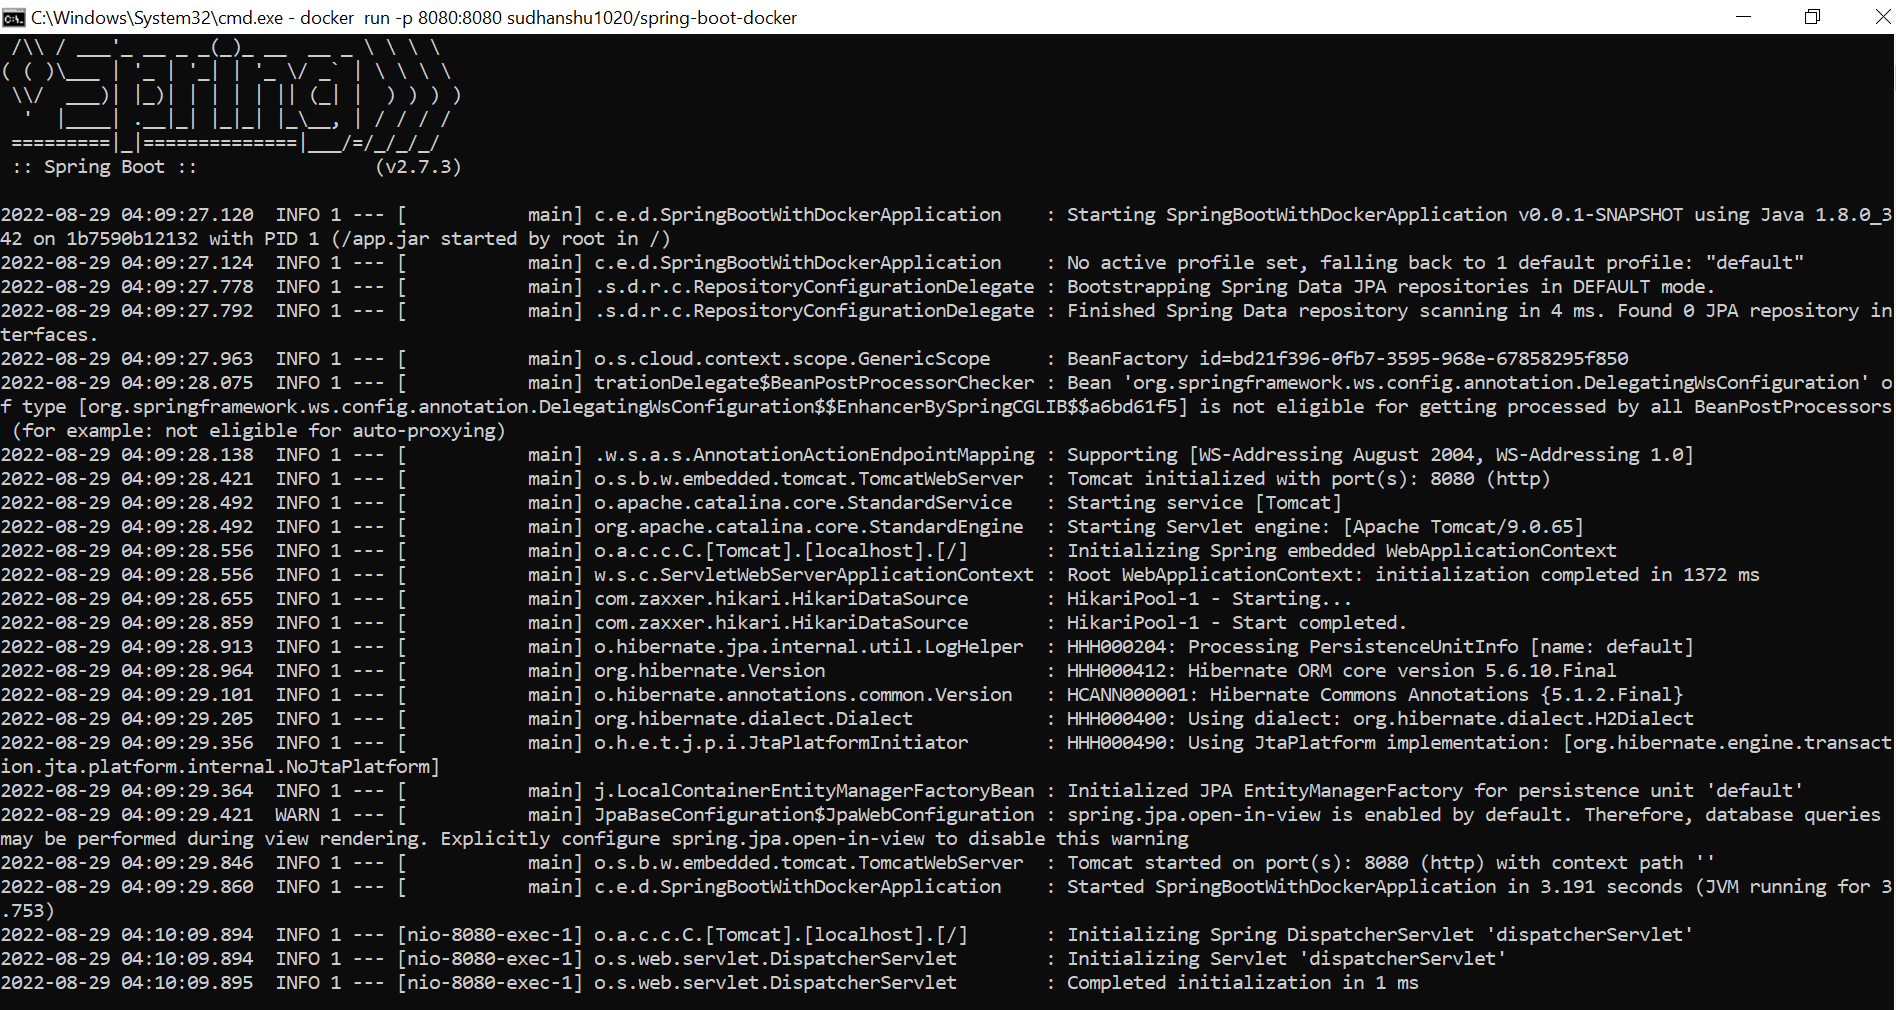 C:\Windows\System32\cmd.exe - docker  run -p 8080:8080 sudhanshu1020/spring-boot-docker
 /\\ / ___'_ __ _ _(_)_ __  __ _ \ \ \ \
( ( )\___ | '_ | '_| | '_ \/ _` | \ \ \ \
 \\/  ___)| |_)| | | | | || (_| |  ) ) ) )
  '  |____| .__|_| |_|_| |_\__, | / / / /
 =========|_|==============|___/=/_/_/_/
 :: Spring Boot ::                (v2.7.3)
2022-08-29 04:09:27.120  INFO 1 --- [           main] c.e.d.SpringBootWithDockerApplication    : Starting SpringBootWithDockerApplication v0.0.1-SNAPSHOT using Java 1.8.0_3
42 on 1b7590b12132 with PID 1 (/app.jar started by root in /)
2022-08-29 04:09:27.124  INFO 1 --- [           main] c.e.d.SpringBootWithDockerApplication    : No active profile set, falling back to 1 default profile: "default"
2022-08-29 04:09:27.778  INFO 1 --- [           main] .s.d.r.c.RepositoryConfigurationDelegate : Bootstrapping Spring Data JPA repositories in DEFAULT mode.
2022-08-29 04:09:27.792  INFO 1 --- [           main] .s.d.r.c.RepositoryConfigurationDelegate : Finished Spring Data repository scanning in 4 ms. Found 0 JPA repository in
terfaces.
2022-08-29 04:09:27.963  INFO 1 --- [           main] o.s.cloud.context.scope.GenericScope     : BeanFactory id=bd21f396-0fb7-3595-968e-67858295f850
2022-08-29 04:09:28.075  INFO 1 --- [           main] trationDelegate$BeanPostProcessorChecker : Bean 'org.springframework.ws.config.annotation.DelegatingWsConfiguration' o
f type [org.springframework.ws.config.annotation.DelegatingWsConfiguration$$EnhancerBySpringCGLIB$$a6bd61f5] is not eligible for getting processed by all BeanPostProcessors
 (for example: not eligible for auto-proxying)
2022-08-29 04:09:28.138  INFO 1 --- [           main] .w.s.a.s.AnnotationActionEndpointMapping : Supporting [WS-Addressing August 2004, WS-Addressing 1.0]
2022-08-29 04:09:28.421  INFO 1 --- [           main] o.s.b.w.embedded.tomcat.TomcatWebServer  : Tomcat initialized with port(s): 8080 (http)
2022-08-29 04:09:28.492  INFO 1 --- [           main] o.apache.catalina.core.StandardService   : Starting service [Tomcat]
2022-08-29 04:09:28.492  INFO 1 --- [           main] org.apache.catalina.core.StandardEngine  : Starting Servlet engine: [Apache Tomcat/9.0.65]
2022-08-29 04:09:28.556  INFO 1 --- [           main] o.a.c.c.C.[Tomcat].[localhost].[/]       : Initializing Spring embedded WebApplicationContext
2022-08-29 04:09:28.556  INFO 1 --- [           main] w.s.c.ServletWebServerApplicationContext : Root WebApplicationContext: initialization completed in 1372 ms
2022-08-29 04:09:28.655  INFO 1 --- [           main] com.zaxxer.hikari.HikariDataSource       : HikariPool-1 - Starting...
2022-08-29 04:09:28.859  INFO 1 --- [           main] com.zaxxer.hikari.HikariDataSource       : HikariPool-1 - Start completed.
2022-08-29 04:09:28.913  INFO 1 --- [           main] o.hibernate.jpa.internal.util.LogHelper  : HHH000204: Processing PersistenceUnitInfo [name: default]
2022-08-29 04:09:28.964  INFO 1 --- [           main] org.hibernate.Version                    : HHH000412: Hibernate ORM core version 5.6.10.Final
2022-08-29 04:09:29.101  INFO 1 --- [           main] o.hibernate.annotations.common.Version   : HCANN000001: Hibernate Commons Annotations {5.1.2.Final}
2022-08-29 04:09:29.205  INFO 1 --- [           main] org.hibernate.dialect.Dialect            : HHH000400: Using dialect: org.hibernate.dialect.H2Dialect
2022-08-29 04:09:29.356  INFO 1 --- [           main] o.h.e.t.j.p.i.JtaPlatformInitiator       : HHH000490: Using JtaPlatform implementation: [org.hibernate.engine.transact
ion.jta.platform.internal.NoJtaPlatform]
2022-08-29 04:09:29.364  INFO 1 --- [           main] j.LocalContainerEntityManagerFactoryBean : Initialized JPA EntityManagerFactory for persistence unit 'default'
2022-08-29 04:09:29.421  WARN 1 --- [           main] JpaBaseConfiguration$JpaWebConfiguration : spring.jpa.open-in-view is enabled by default. Therefore, database queries
may be performed during view rendering. Explicitly configure spring.jpa.open-in-view to disable this warning
2022-08-29 04:09:29.846  INFO 1 --- [           main] o.s.b.w.embedded.tomcat.TomcatWebServer  : Tomcat started on port(s): 8080 (http) with context path ''
2022-08-29 04:09:29.860  INFO 1 --- [           main] c.e.d.SpringBootWithDockerApplication    : Started SpringBootWithDockerApplication in 3.191 seconds (JVM running for 3
.753)
2022-08-29 04:10:09.894  INFO 1 --- [nio-8080-exec-1] o.a.c.c.C.[Tomcat].[localhost].[/]       : Initializing Spring DispatcherServlet 'dispatcherServlet'
2022-08-29 04:10:09.894  INFO 1 --- [nio-8080-exec-1] o.s.web.servlet.DispatcherServlet        : Initializing Servlet 'dispatcherServlet'
2022-08-29 04:10:09.895  INFO 1 --- [nio-8080-exec-1] o.s.web.servlet.DispatcherServlet        : Completed initialization in 1 ms